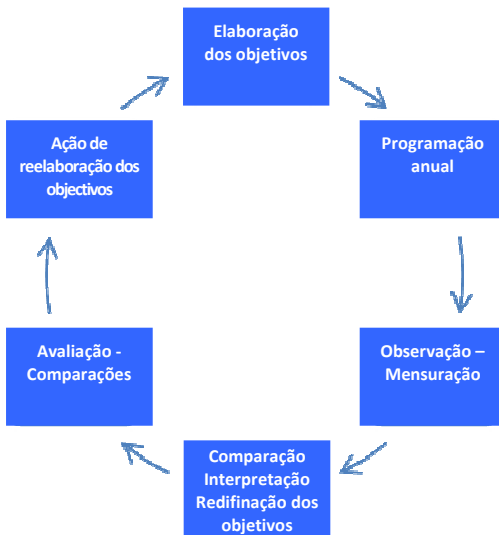 Elaboração
dos objetivos
Programação
anual
Observação –
Mensuração
Comparação
Interpretação
Redifinação dos
objetivos
Avaliação -
Comparações
Ação de
reelaboração dos
objectivos